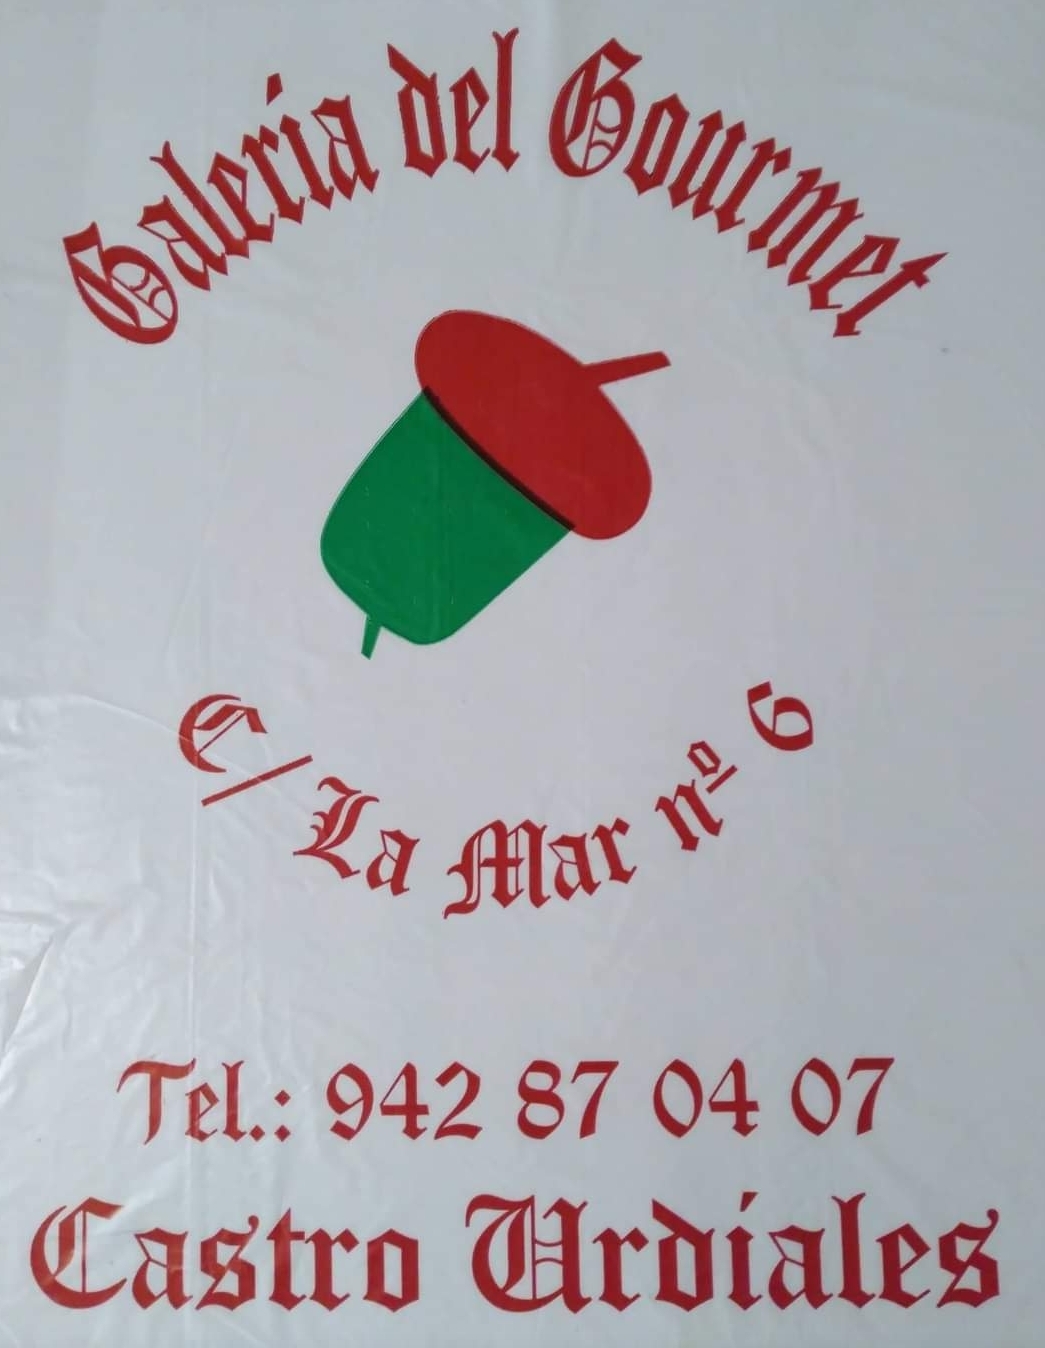 Galería del Gourmet
C/ La Mar nº 6
Tel.: 942 87 04 07
Castro Urdiales